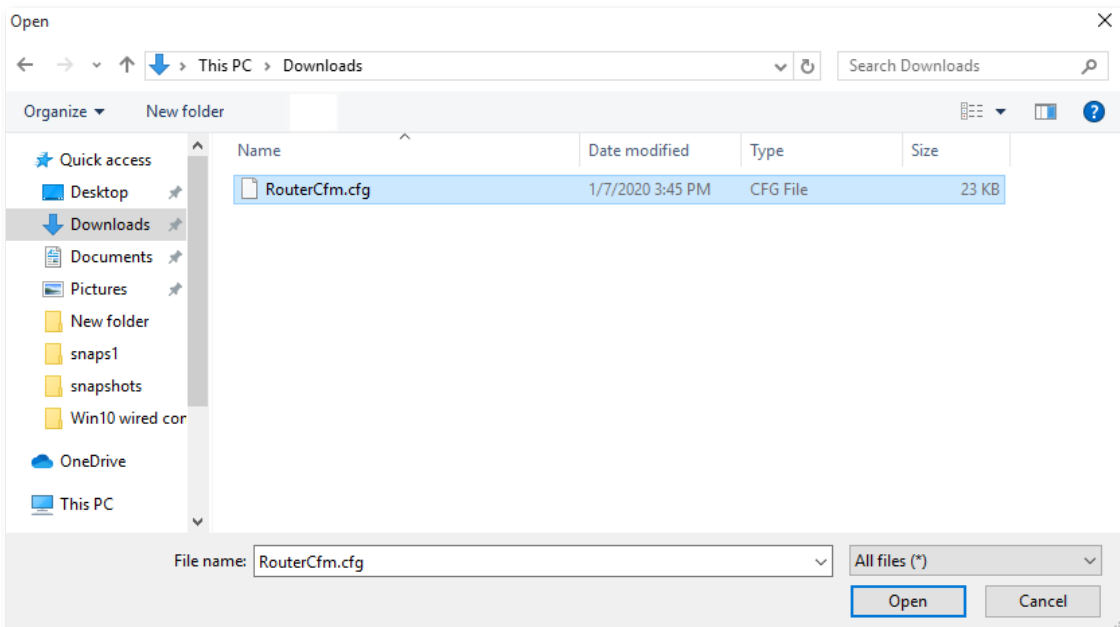 Open
This PC > Downloads
Search Downloads
Organize
New folder
Name
Date modified
Type
Size
Quick access
Desktop
Downloads
Documents
Pictures
New folder
snaps1
snapshots
Win10 wired cor
OneDrive
This PC
RouterCfm.cfg 1/7/2020 3:45 PM CFG File 23 KB
File name: RouterCfm.cfg
All files (*)
Open
Cancel